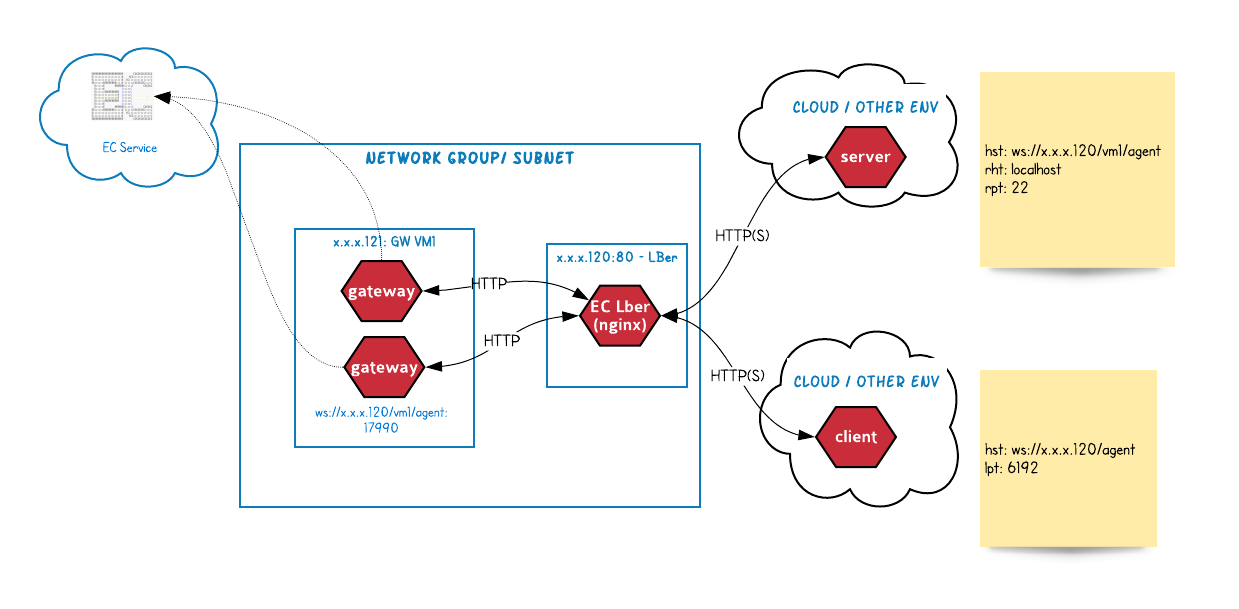 EC
EC Service
NETWORK GROUP/ SUBNET
x.x.x.121: GW VM1
gateway
gateway
ws://x.x.x.120/vm1/agent:
17990
HTTP
HTTP
x.x.x.120:80 - LBer
EC Lber
(nginx)
HTTP(S)
HTTP(S)
CLOUD / OTHER ENV
server
CLOUD / OTHER ENV
client
hst: ws://x.x.x.120/vm1/agent
rht: localhost
rpt: 22
hst: ws://x.x.x.120/agent
lpt: 6192